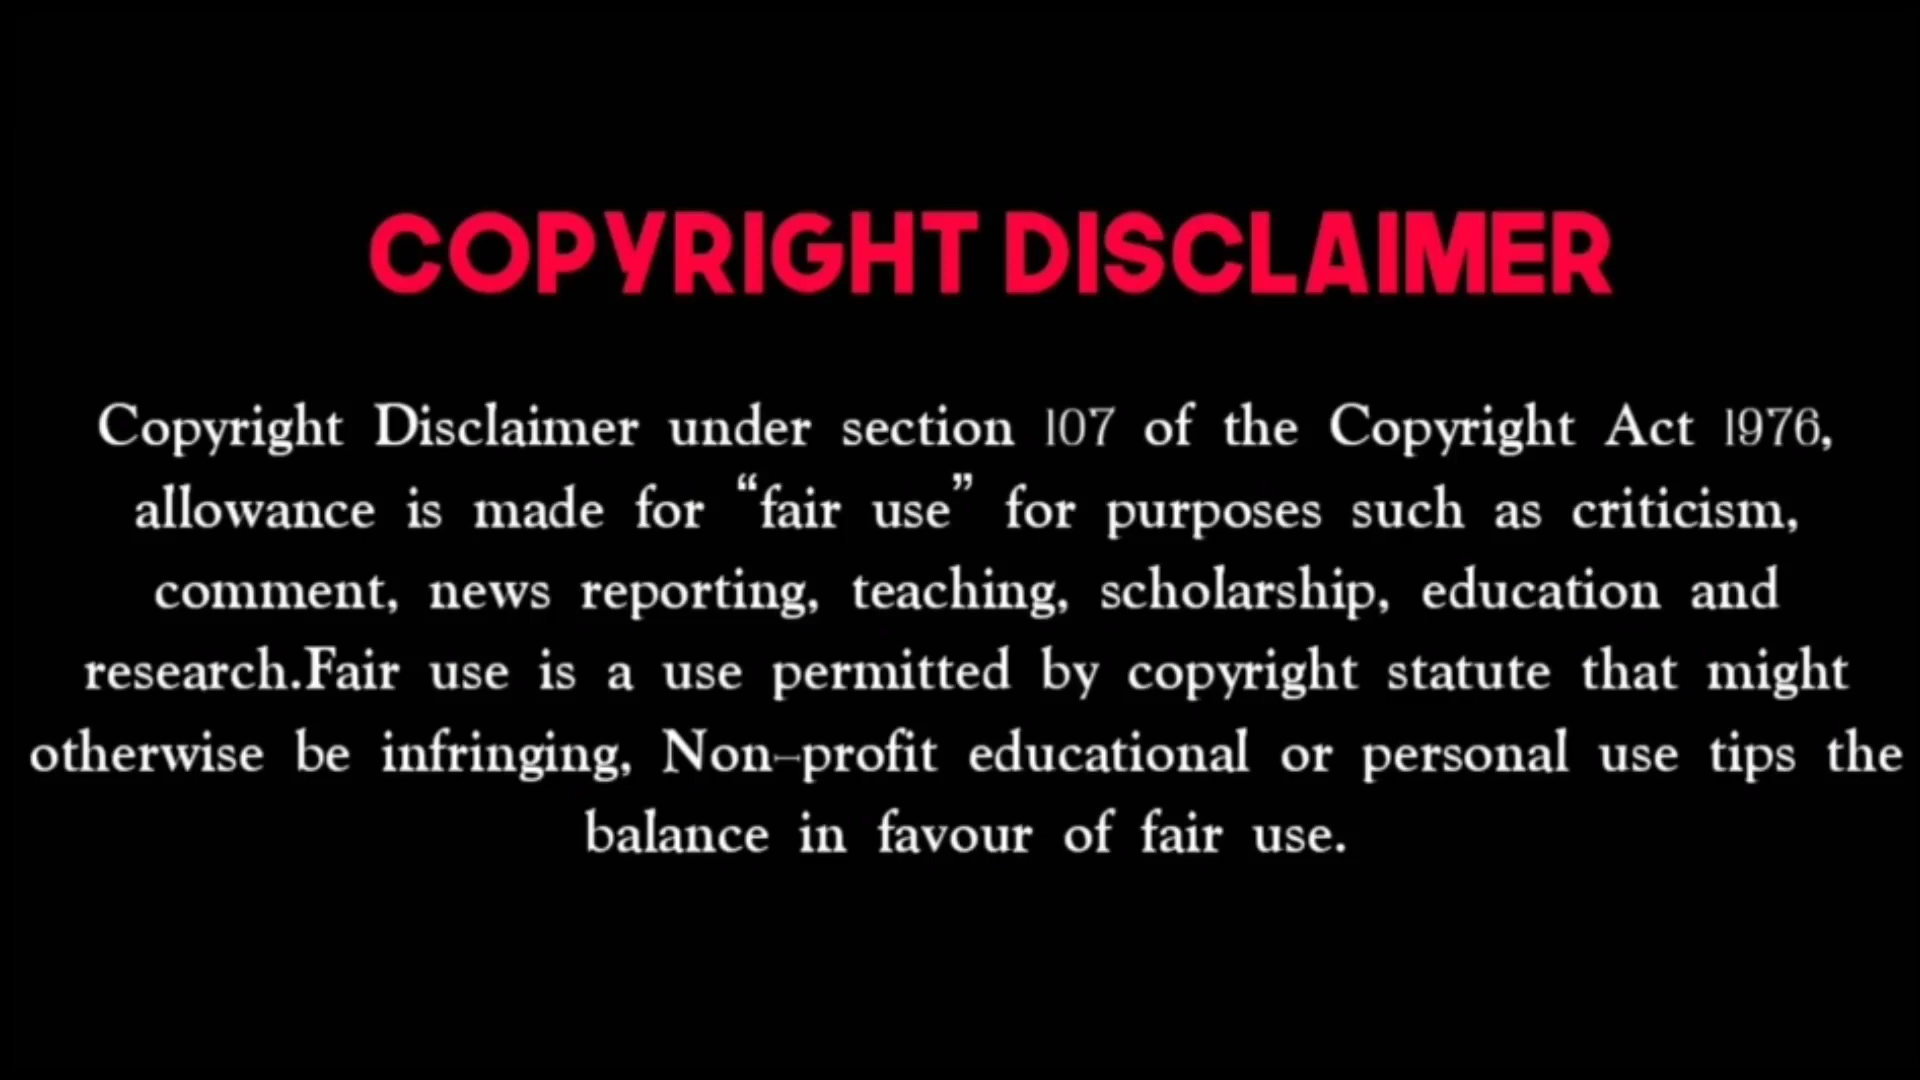 COPYRIGHT DISCLAIMER
Copyright Disclaimer under section 107 of the Copyright Act 1976,
allowance is made for “fair use” for purposes such as criticism,
comment, news reporting, teaching, scholarship, education and
research.Fair use is a use permitted by copyright statute that might
otherwise be infringing, Non-profit educational or personal use tips the
balance in favour of fair use.